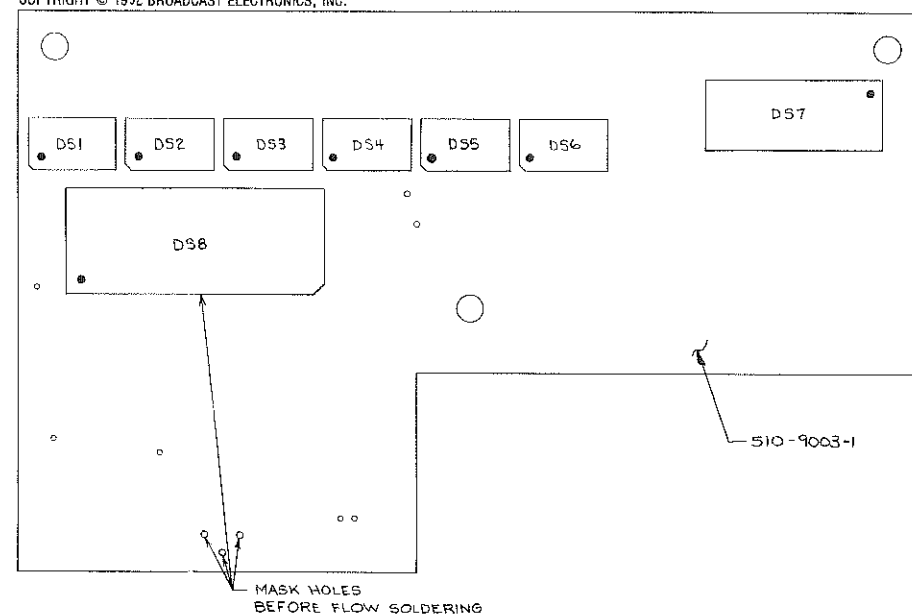 COPYRIGHT © 1992 BROADCAST ELECTRONICS, INC.
DS1 DS2 DS3 DS4 DS5 DS6 DS7
DS8
510-9003-1
MASK HOLES
BEFORE FLOW SOLDERING